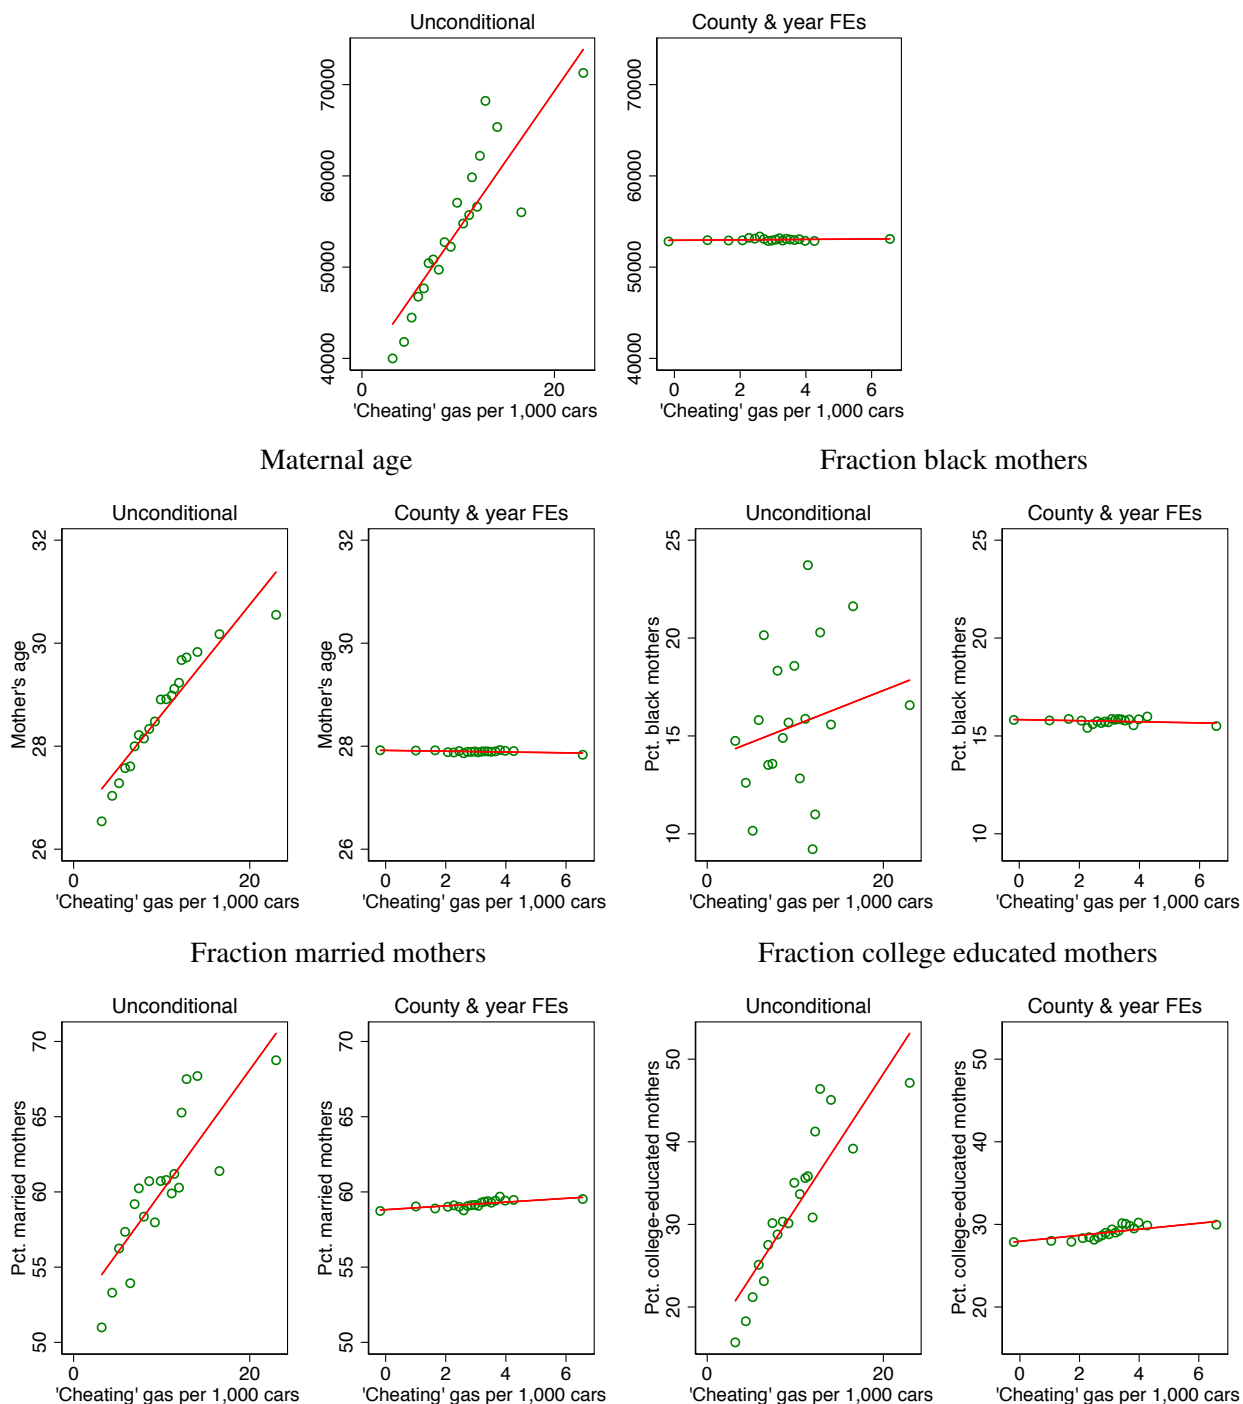 Unconditional
County & year FEs
70000
60000
50000
40000
0 20
'Cheating' gas per 1,000 cars
70000
60000
50000
40000
0 2 4 6
'Cheating' gas per 1,000 cars
Maternal age
Unconditional
County & year FEs
Mother's age
32
30
28
26
0 20
'Cheating' gas per 1,000 cars
Mother's age
32
30
28
26
0 2 4 6
'Cheating' gas per 1,000 cars
Fraction black mothers
Unconditional
County & year FEs
Pct. black mothers
25
20
15
10
0 20
'Cheating' gas per 1,000 cars
Pct. black mothers
25
20
15
10
0 2 4 6
'Cheating' gas per 1,000 cars
Fraction married mothers
Unconditional
County & year FEs
Pct. married mothers
70
65
60
55
50
0 20
'Cheating' gas per 1,000 cars
Pct. married mothers
70
65
60
55
50
0 2 4 6
'Cheating' gas per 1,000 cars
Fraction college educated mothers
Unconditional
County & year FEs
Pct. college-educated mothers
50
40
30
20
0 20
'Cheating' gas per 1,000 cars
Pct. college-educated mothers
50
40
30
20
0 2 4 6
'Cheating' gas per 1,000 cars